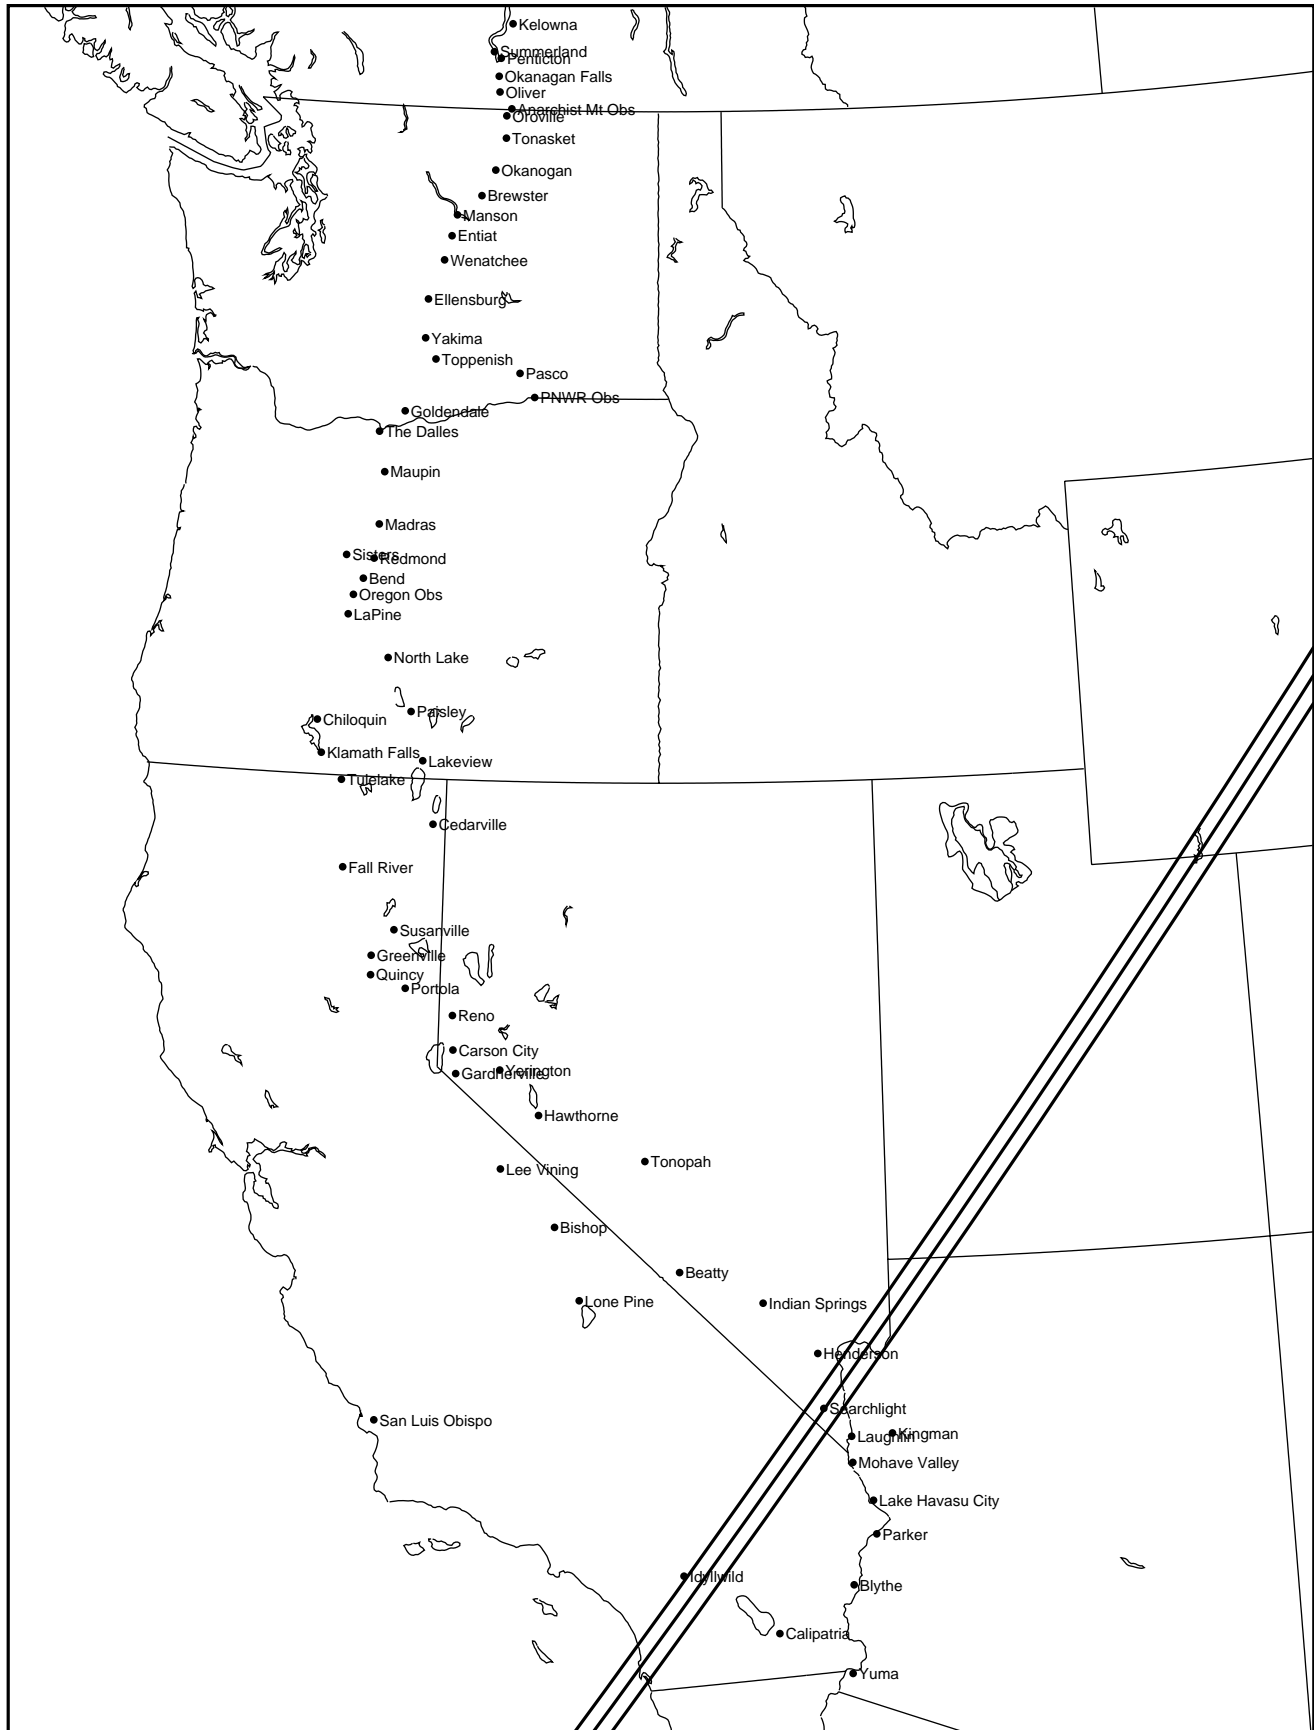 Kelowna
Summerland
Penticton
Okanagan Falls
Oliver
Anarchist Mt Obs
Oroville
Tonasket
Okanogan
Brewster
Manson
Entiat
Wenatchee
Ellensburg
Yakima
Toppenish
Pasco
PNWR Obs
Goldendale
The Dalles
Maupin
Madras
Sisters
Redmond
Bend
Oregon Obs
LaPine
North Lake
Paisley
Chiloquin
Klamath Falls
Lakeview
Tulelake
Cedarville
Fall River
Susanville
Greenville
Quincy
Portola
Reno
Carson City
Yerington
Gardnerville
Hawthorne
Tonopah
Lee Vining
Bishop
Beatty
Lone Pine
Indian Springs
Henderson
Searchlight
San Luis Obispo
Kingman
Laughlin
Mohave Valley
Lake Havasu City
Parker
Idyllwild
Blythe
Calipatria
Yuma